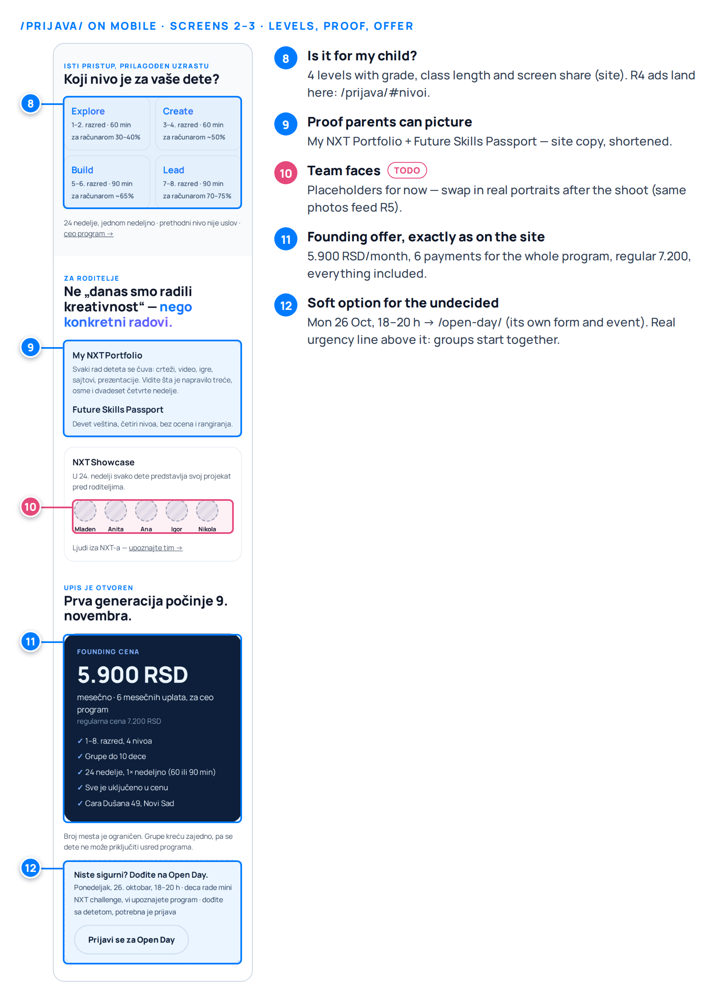 /PRIJAVA/ ON MOBILE · SCREENS 2–3 · LEVELS, PROOF, OFFER
ISTI PRISTUP, PRILAGOĐEN UZRASTU
Koji nivo je za vaše dete?
8
Explore
1–2. razred · 60 min
za računarom 30–40%
Create
3–4. razred · 60 min
za računarom ~50%
Build
5–6. razred · 90 min
za računarom ~65%
Lead
7–8. razred · 90 min
za računarom 70–75%
24 nedelje, jednom nedeljno · prethodni nivo nije uslov ·
ceo program →
ZA RODITELJE
Ne „danas smo radili
kreativnost“ — nego
konkretni radovi.
9
My NXT Portfolio
Svaki rad deteta se čuva: crteži, video, igre,
sajtovi, prezentacije. Vidite šta je napravilo treće,
osme i dvadeset četvrte nedelje.
Future Skills Passport
Devet veština, četiri nivoa, bez ocena i rangiranja.
NXT Showcase
U 24. nedelji svako dete predstavlja svoj projekat
pred roditeljima.
10
Mladen Anita Ana Igor Nikola
Ljudi iza NXT-a — upoznajte tim →
UPIS JE OTVOREN
Prva generacija počinje 9.
novembra.
11
FOUNDING CENA
5.900 RSD
mesečno · 6 mesečnih uplata, za ceo
program
regularna cena 7.200 RSD
✓ 1–8. razred, 4 nivoa
✓ Grupe do 10 dece
✓ 24 nedelje, 1× nedeljno (60 ili 90 min)
✓ Sve je uključeno u cenu
✓ Cara Dušana 49, Novi Sad
Broj mesta je ograničen. Grupe kreću zajedno, pa se
dete ne može priključiti usred programa.
12
Niste sigurni? Dođite na Open Day.
Ponedeljak, 26. oktobar, 18–20 h · deca rade mini
NXT challenge, vi upoznajete program · dođite
sa detetom, potrebna je prijava
Prijavi se za Open Day
8
Is it for my child?
4 levels with grade, class length and screen share (site). R4 ads land
here: /prijava/#nivoi.
9
Proof parents can picture
My NXT Portfolio + Future Skills Passport — site copy, shortened.
10
Team faces TODO
Placeholders for now — swap in real portraits after the shoot (same
photos feed R5).
11
Founding offer, exactly as on the site
5.900 RSD/month, 6 payments for the whole program, regular 7.200,
everything included.
12
Soft option for the undecided
Mon 26 Oct, 18–20 h → /open-day/ (its own form and event). Real
urgency line above it: groups start together.